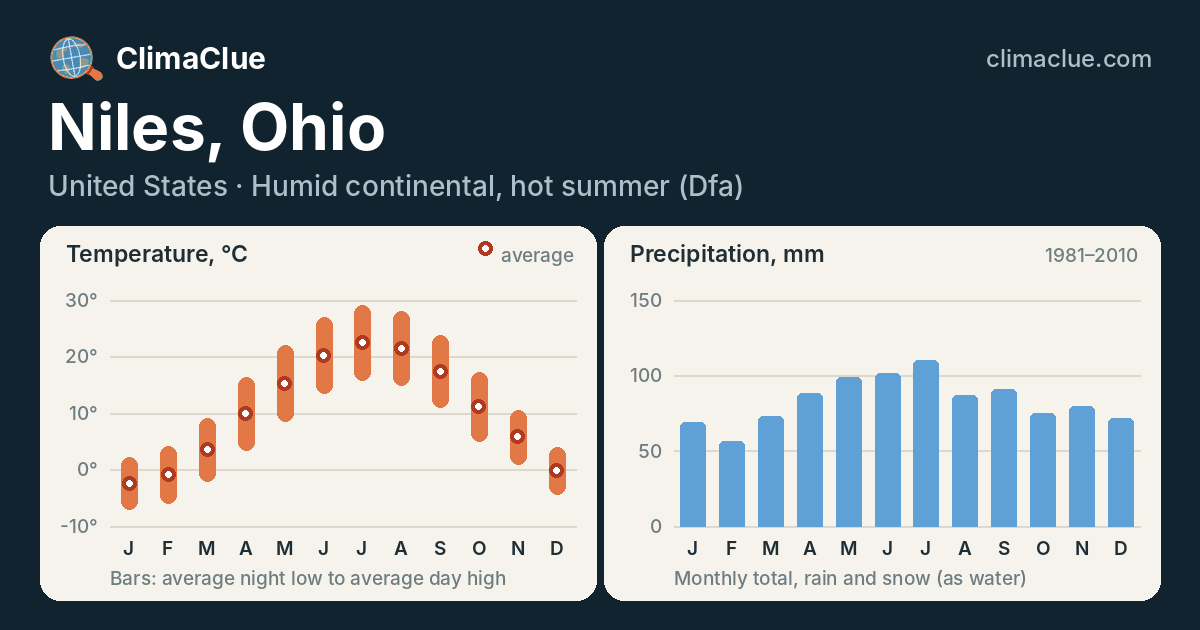 ClimaClue
climaclue.com
Niles, Ohio
United States · Humid continental, hot summer (Dfa)
Temperature, °C
average
30°
20°
10°
0°
-10°
J F M A M J J A S O N D
Bars: average night low to average day high
Precipitation, mm
1981–2010
150
100
50
0
J F M A M J J A S O N D
Monthly total, rain and snow (as water)